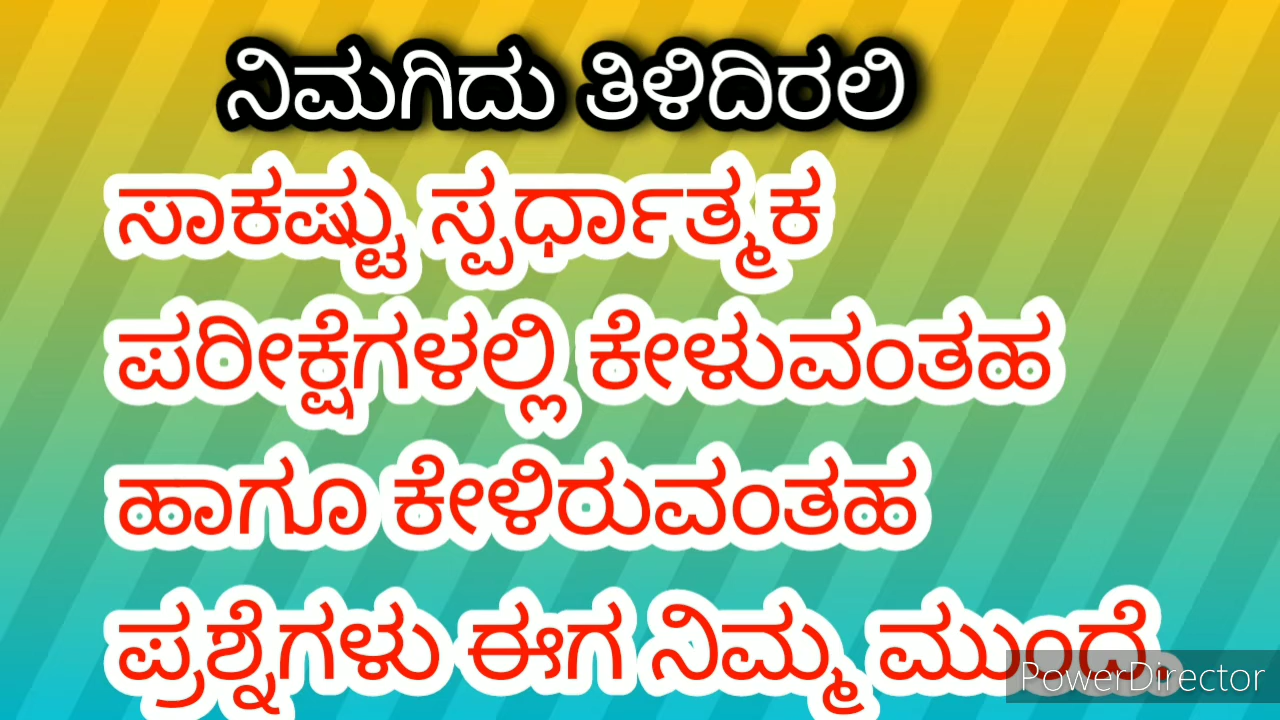 ನಿಮಗಿದು ತಿಳಿದಿರಲಿ
ಸಾಕಷ್ಟು ಸ್ಪರ್ಧಾತ್ಮಕ
ಪರೀಕ್ಷೆಗಳಲ್ಲಿ ಕೇಳುವಂತಹ
ಹಾಗೂ ಕೇಳಿರುವಂತಹ
ಪ್ರಶ್ನೆಗಳು ಈಗ ನಿಮ್ಮ ಮುಂದೆ.
PowerDirector